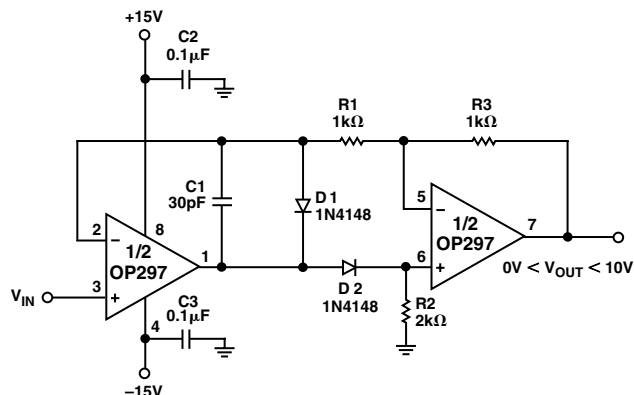 +15V
C2
0.1µF
R1
1kΩ
R3
1kΩ
C1
30pF
D1
1N4148
2
−
8
1/2
OP297
1
5
−
1/2
OP297
7
6
+
VIN
3
+
D2
1N4148
0V < VOUT < 10V
4
C3
0.1µF
R2
2kΩ
−15V